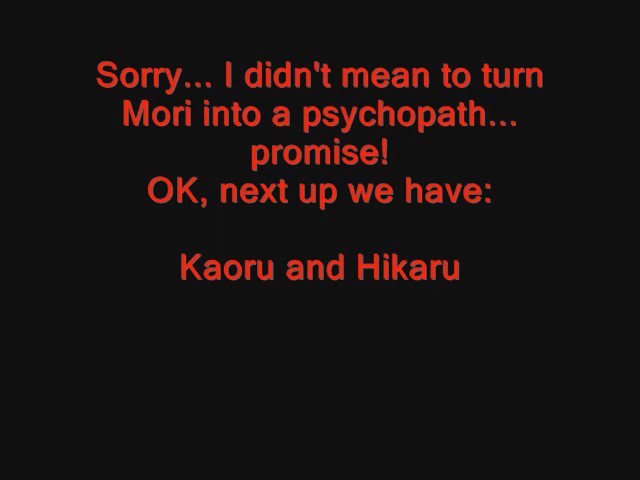 Sorry... I didn't mean to turn
Mori into a psychopath...
promise!
OK, next up we have:
Kaoru and Hikaru